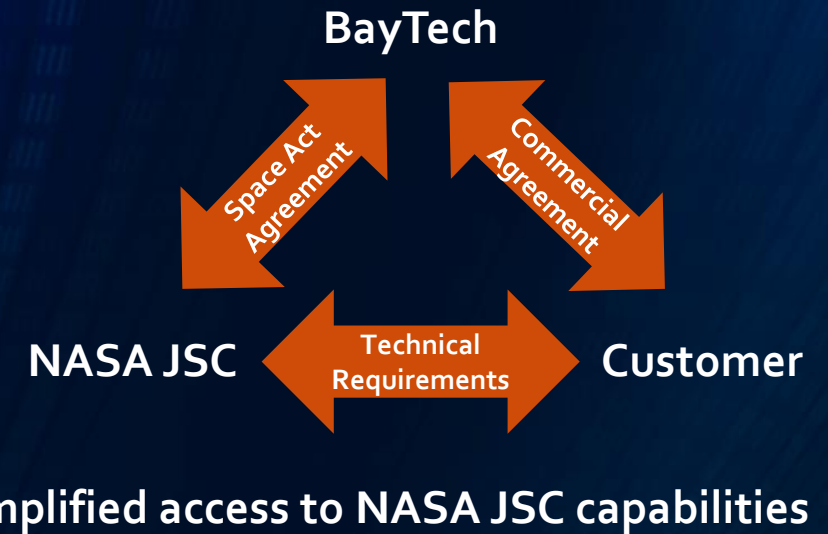 BayTech
Space Act
Agreement
Commercial
Agreement
NASA JSC
Technical
Requirements
Customer
mplified access to NASA JSC capabilities